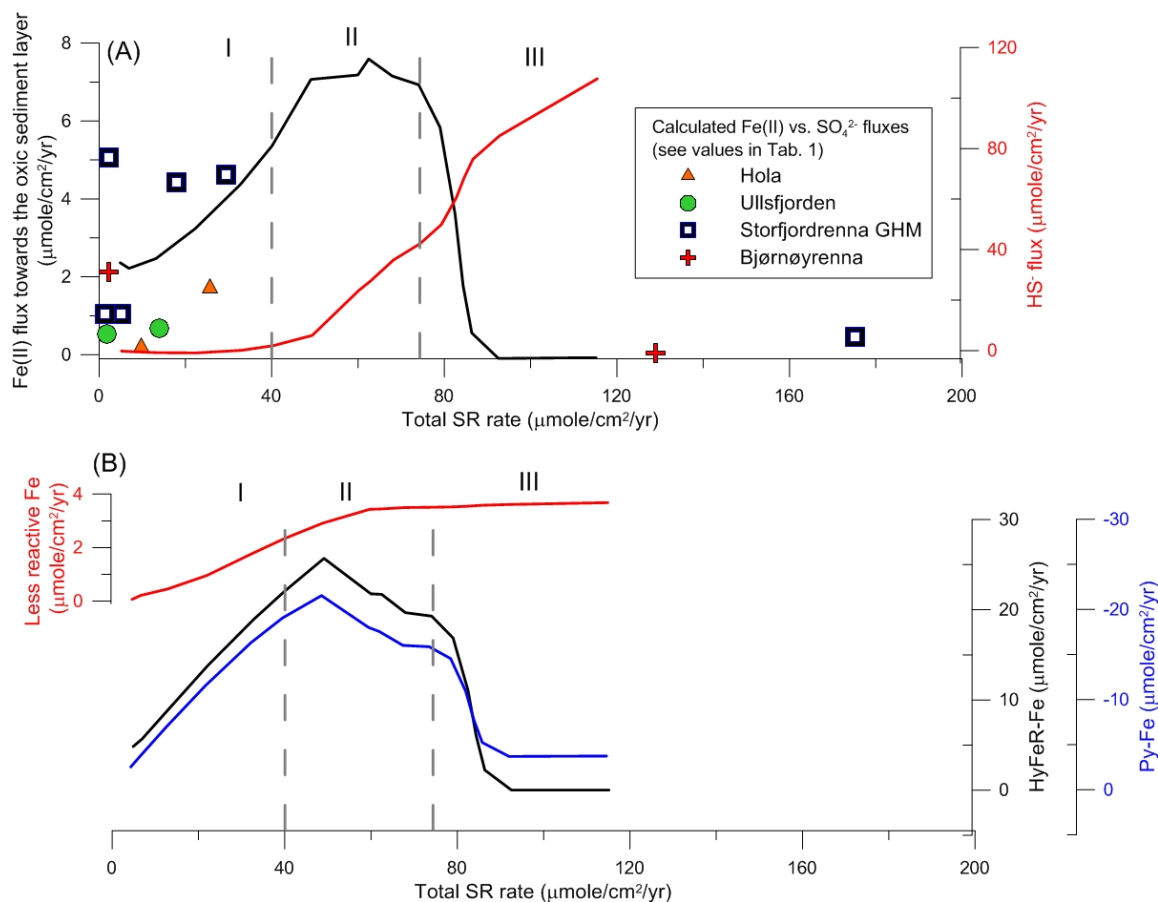 (A)
I
II
III
Fe(II) flux towards the oxic sediment layer
(μmole/cm²/yr)
8
6
4
2
0
120
80
40
0
HS⁻ flux (μmole/cm²/yr)
Calculated Fe(II) vs. SO₄²⁻ fluxes
(see values in Tab. 1)
Hola
Ullsfjorden
Storfjordrenna GHM
Bjørnøyrenna
0
40
80
120
160
200
Total SR rate (μmole/cm²/yr)
(B)
I
II
III
Less reactive Fe
(μmole/cm²/yr)
4
2
0
30
20
10
0
HyFeR-Fe (μmole/cm²/yr)
-30
-20
-10
0
Py-Fe (μmole/cm²/yr)
0
40
80
120
160
200
Total SR rate (μmole/cm²/yr)